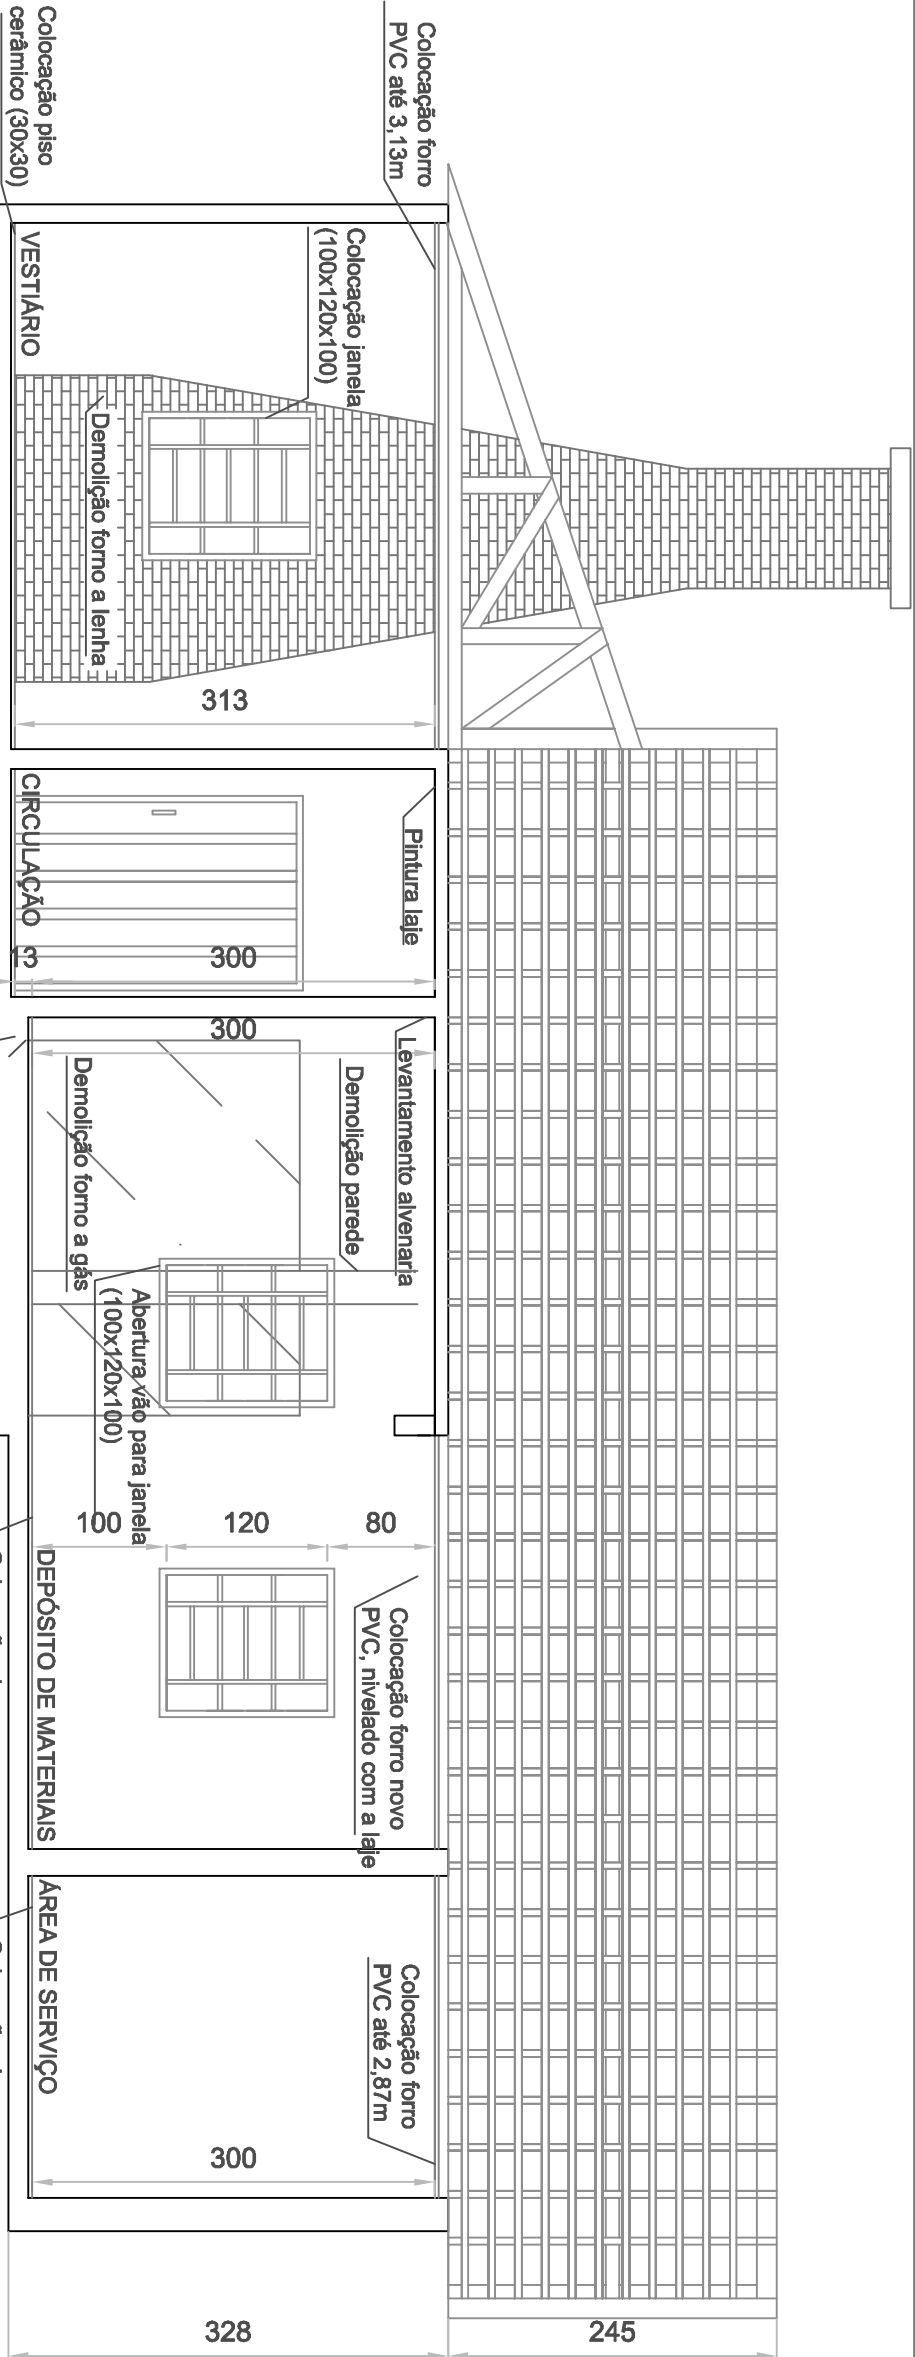 Colocação forro
PVC até 3,13m
Colocação piso
cerâmico (30x30)
VESTIÁRIO
Colocação janela
(100x120x100)
Demolição forno a lenha
313
Pintura laje
CIRCULAÇÃO
13
300
300
Levantamento alvenaria
Demolição parede
Demolição forno a gás
Abertura vão para janela
(100x120x100)
100
120
80
DEPÓSITO DE MATERIAIS
Colocação forro novo
PVC, nivelado com a laje
ÁREA DE SERVIÇO
Colocação forro
PVC até 2,87m
300
328
245